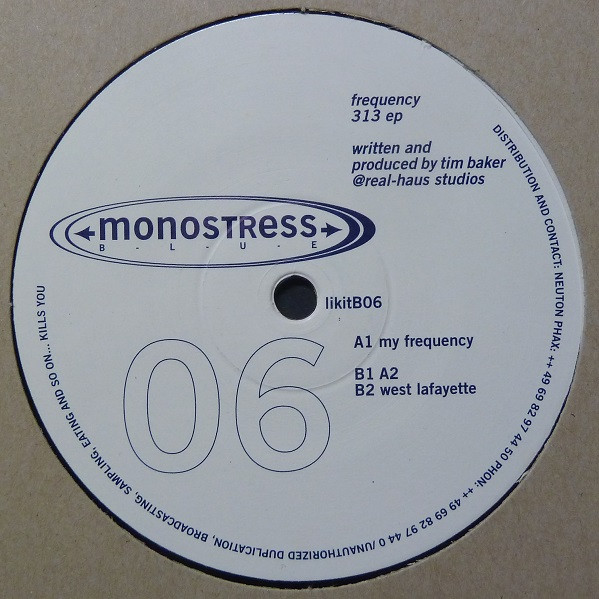 frequency
313 ep
written and
produced by tim baker
@real-haus studios
monostress
B-L-U-E
likitB06
06
A1 my frequency
B1 A2
B2 west lafayette
DISTRIBUTION AND CONTACT: NEUTON PHAX: ++ 49 69 82 97 44 50 PHON: ++ 49 69 82 97 44 0 /UNAUTHORIZED DUPLICATION, BROADCASTING, SAMPLING, EATING AND SO ON... KILLS YOU